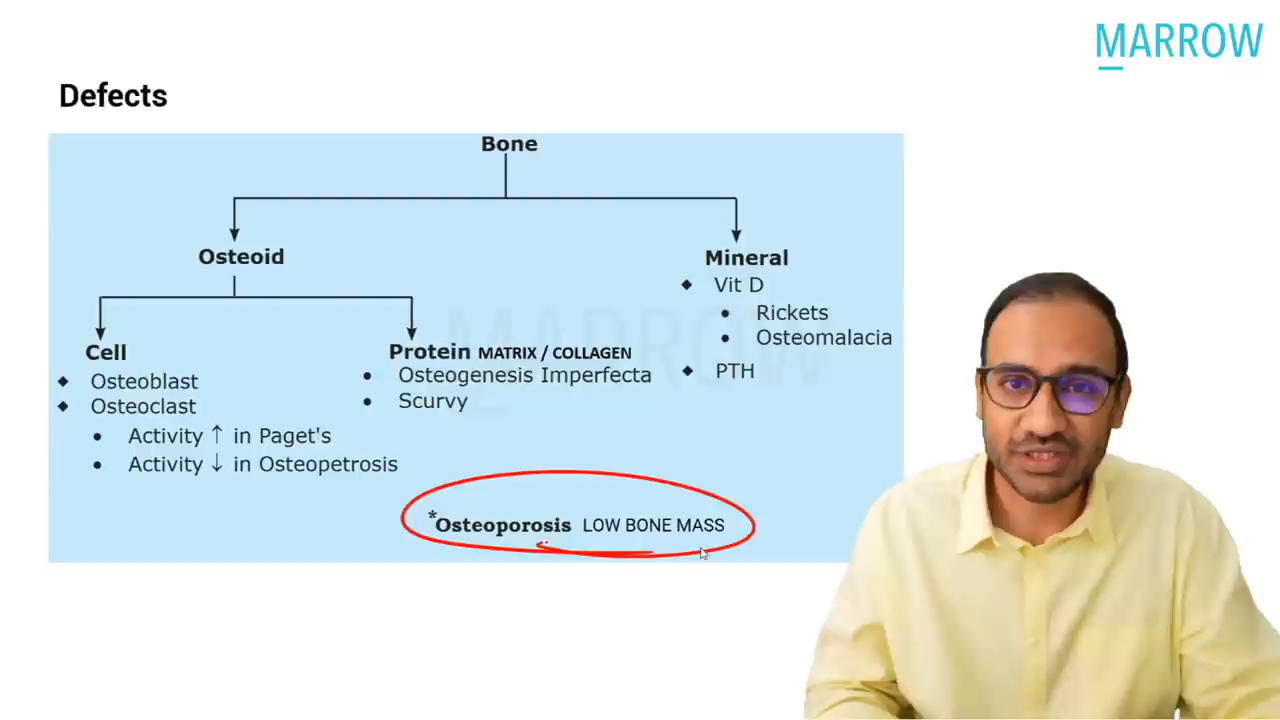 MARROW
Defects
Bone
Osteoid
Mineral
◆ Vit D
• Rickets
• Osteomalacia
◆ PTH
Cell
◆ Osteoblast
◆ Osteoclast
• Activity ↑ in Paget's
• Activity ↓ in Osteopetrosis
Protein MATRIX / COLLAGEN
• Osteogenesis Imperfecta
• Scurvy
*Osteoporosis LOW BONE MASS
MARROW